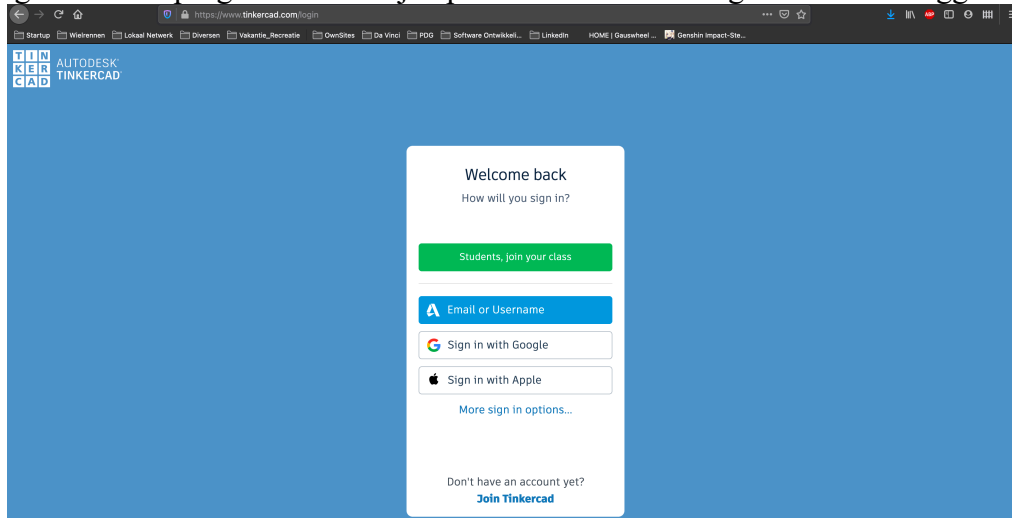 https://www.tinkercad.com/login
Startup Wielrennen Lokaal Netwerk Diversen Vakantie_Recreatie OwnSites Da Vinci PDG Software Ontwikkeli... LinkedIn HOME | Gauswheel ... Genshin Impact-Ste...
TIN
KER
CAD
AUTODESK
TINKERCAD
Welcome back
How will you sign in?
Students, join your class
Email or Username
Sign in with Google
Sign in with Apple
More sign in options...
Don't have an account yet?
Join Tinkercad